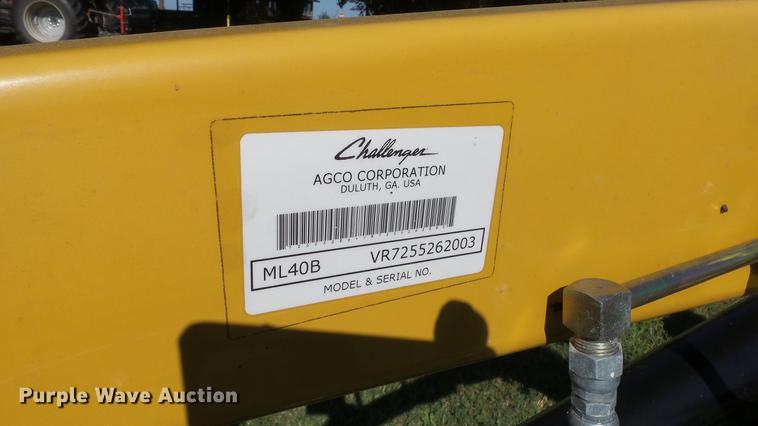 Challenger
AGCO CORPORATION
DULUTH, GA. USA
ML40B VR7255262003
MODEL & SERIAL NO.
Purple Wave Auction